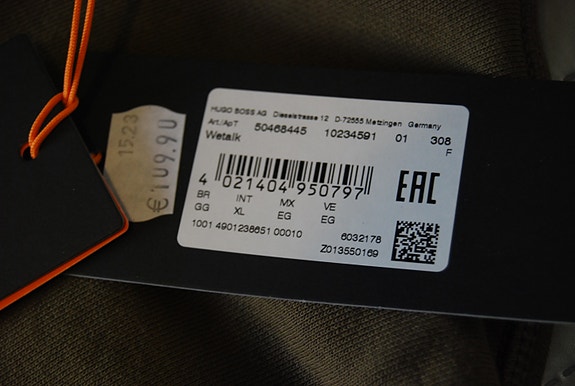 HUGO BOSS AG Dieselstrasse 12 D-72555 Metzingen Germany
Art./ApT 50468445 10234591 01 308
Wetalk F
4 021404 950797
EAC
BR INT MX VE
GG XL EG EG
1001 4901238651 00010 6032178
Z013550169
15.23
€109.90